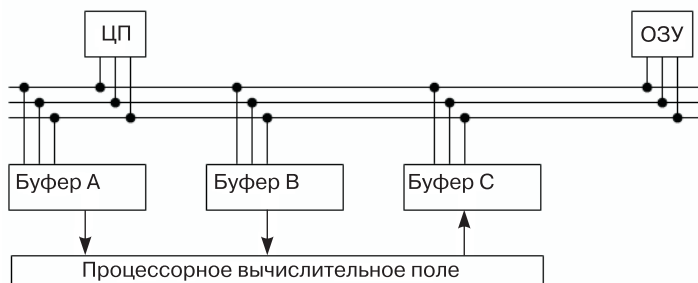 ЦП
ОЗУ
Буфер A
Буфер B
Буфер C
Процессорное вычислительное поле